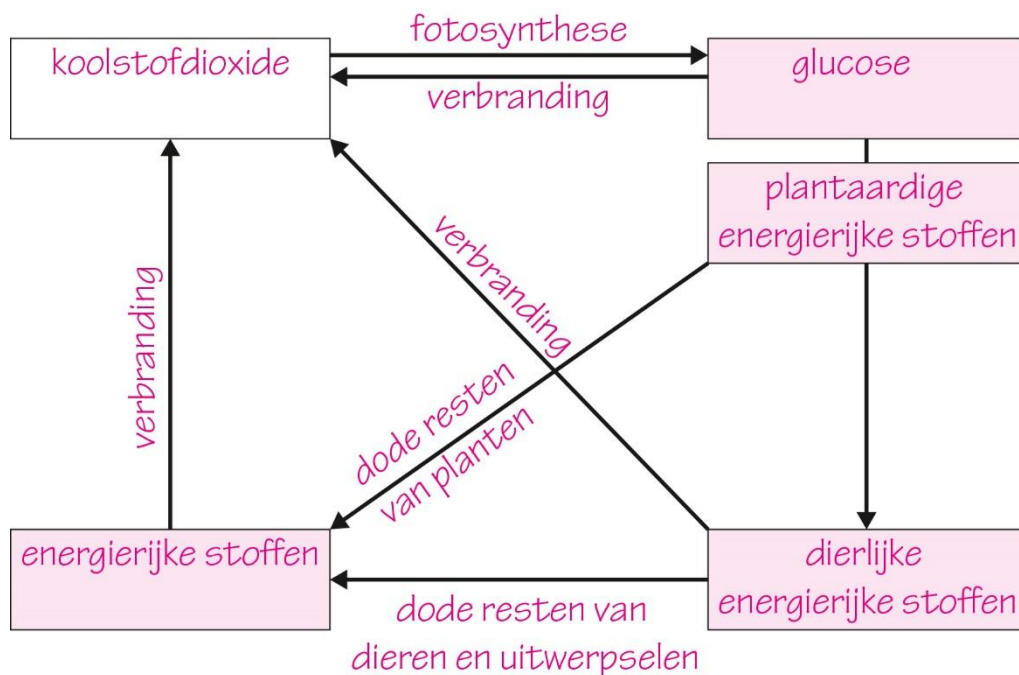 fotosynthese
koolstofdioxide
glucose
verbranding
plantaardige
energierijke stoffen
verbranding
verbranding
dode resten
van planten
energierijke stoffen
dierlijke
energierijke stoffen
dode resten van
dieren en uitwerpselen